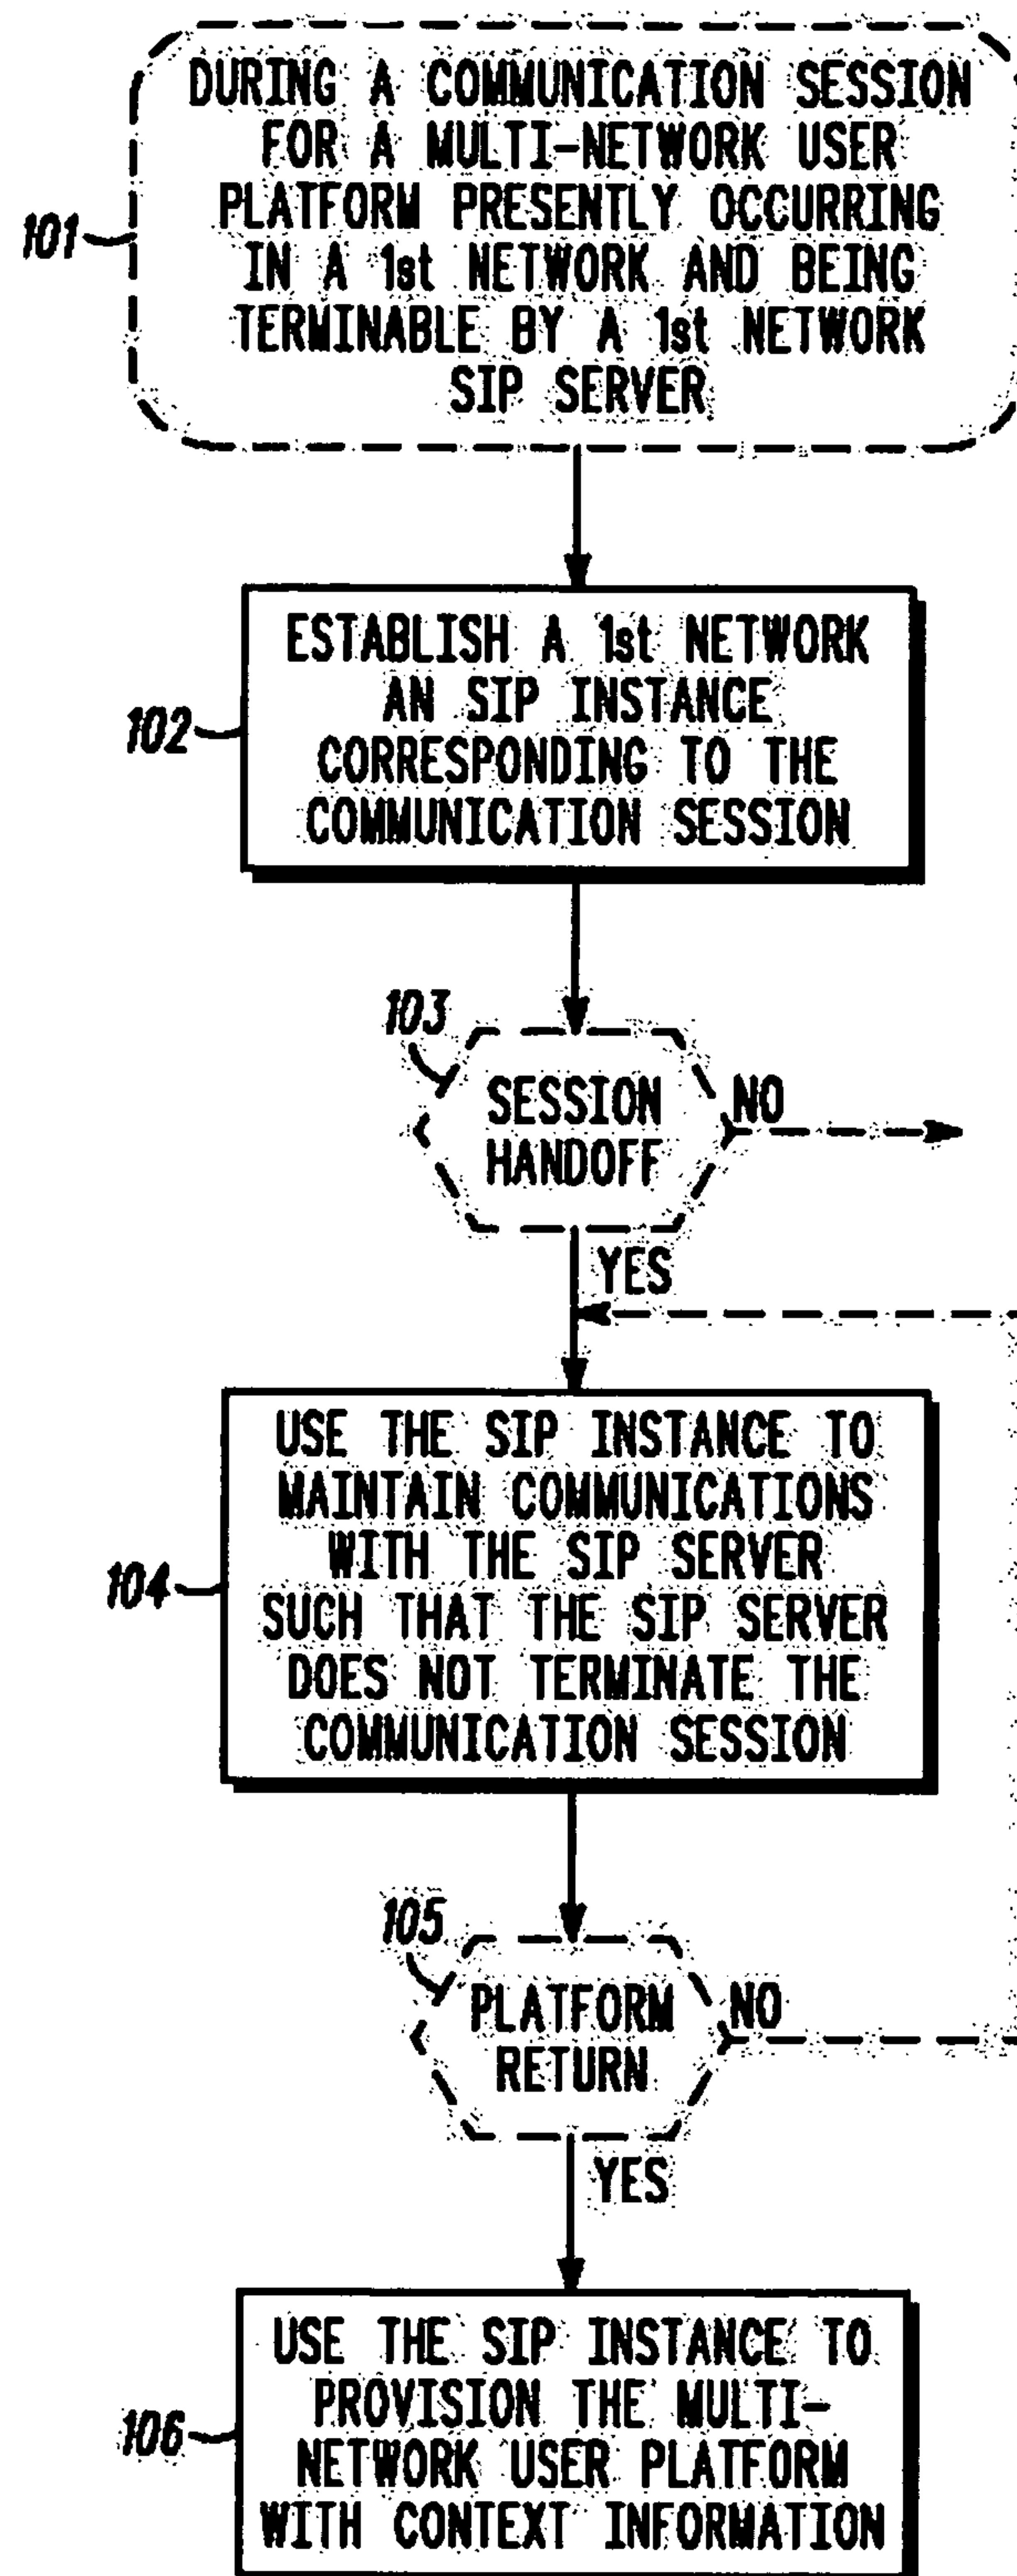 DURING A COMMUNICATION SESSION
FOR A MULTI-NETWORK USER
PLATFORM PRESENTLY OCCURRING
101
IN A 1st NETWORK AND BEING
TERMINABLE BY A 1st NETWORK
SIP SERVER
ESTABLISH A 1st NETWORK
AN SIP INSTANCE
102
CORRESPONDING TO THE
COMMUNICATION SESSION
103
SESSION
HANDOFF
NO
YES
USE THE SIP INSTANCE TO
MAINTAIN COMMUNICATIONS
WITH THE SIP SERVER
104
SUCH THAT THE SIP SERVER
DOES NOT TERMINATE THE
COMMUNICATION SESSION
105
PLATFORM
RETURN
NO
YES
USE THE SIP INSTANCE TO
PROVISION THE MULTI-
106
NETWORK USER PLATFORM
WITH CONTEXT INFORMATION